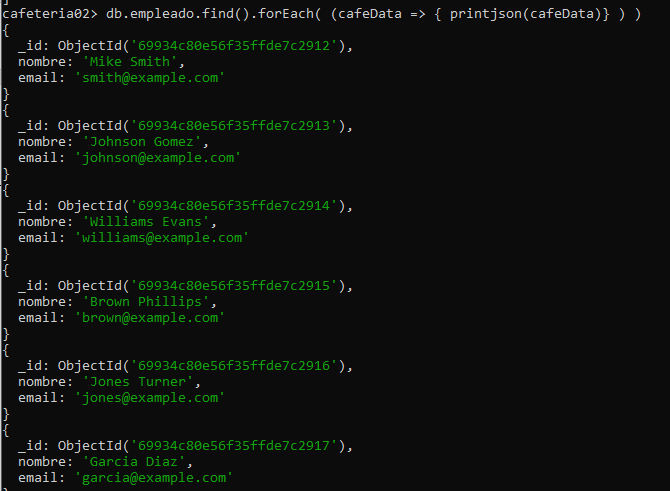 cafeteria02> db.empleado.find().forEach( (cafeData => { printjson(cafeData)} ) )
{
  _id: ObjectId('69934c80e56f35ffde7c2912'),
  nombre: 'Mike Smith',
  email: 'smith@example.com'
}
{
  _id: ObjectId('69934c80e56f35ffde7c2913'),
  nombre: 'Johnson Gomez',
  email: 'johnson@example.com'
}
{
  _id: ObjectId('69934c80e56f35ffde7c2914'),
  nombre: 'Williams Evans',
  email: 'williams@example.com'
}
{
  _id: ObjectId('69934c80e56f35ffde7c2915'),
  nombre: 'Brown Phillips',
  email: 'brown@example.com'
}
{
  _id: ObjectId('69934c80e56f35ffde7c2916'),
  nombre: 'Jones Turner',
  email: 'jones@example.com'
}
{
  _id: ObjectId('69934c80e56f35ffde7c2917'),
  nombre: 'Garcia Diaz',
  email: 'garcia@example.com'